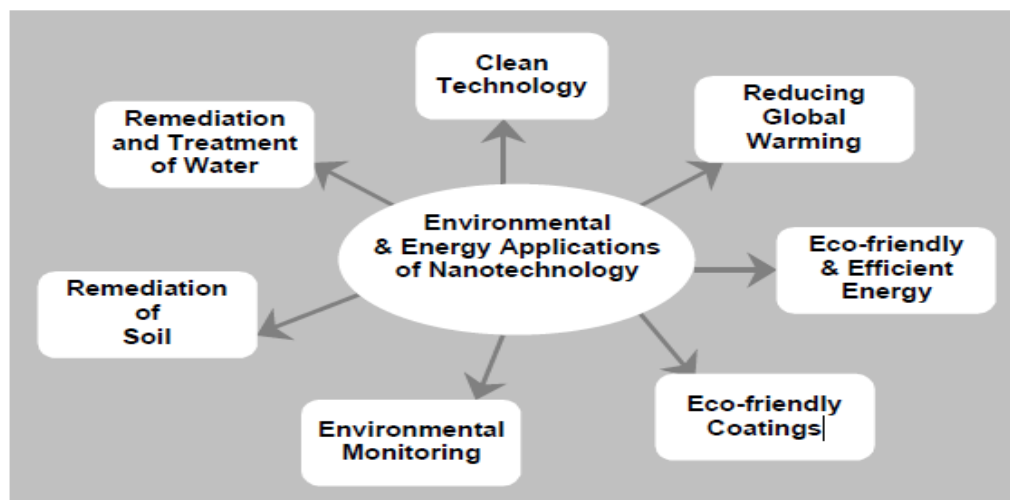 Clean
Technology
Reducing
Global
Warming
Remediation
and Treatment
of Water
Environmental
& Energy Applications
of Nanotechnology
Eco-friendly
& Efficient
Energy
Remediation
of
Soil
Eco-friendly
Coatings
Environmental
Monitoring